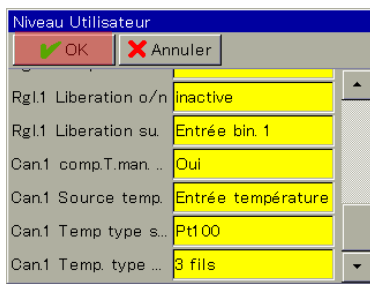 Niveau Utilisateur
OK Annuler
Rgl.1 Liberation o/n inactive
Rgl.1 Liberation su. Entrée bin. 1
Can.1 comp.T.man. .. Oui
Can.1 Source temp. Entrée température
Can.1 Temp type s... Pt100
Can.1 Temp. type ... 3 fils